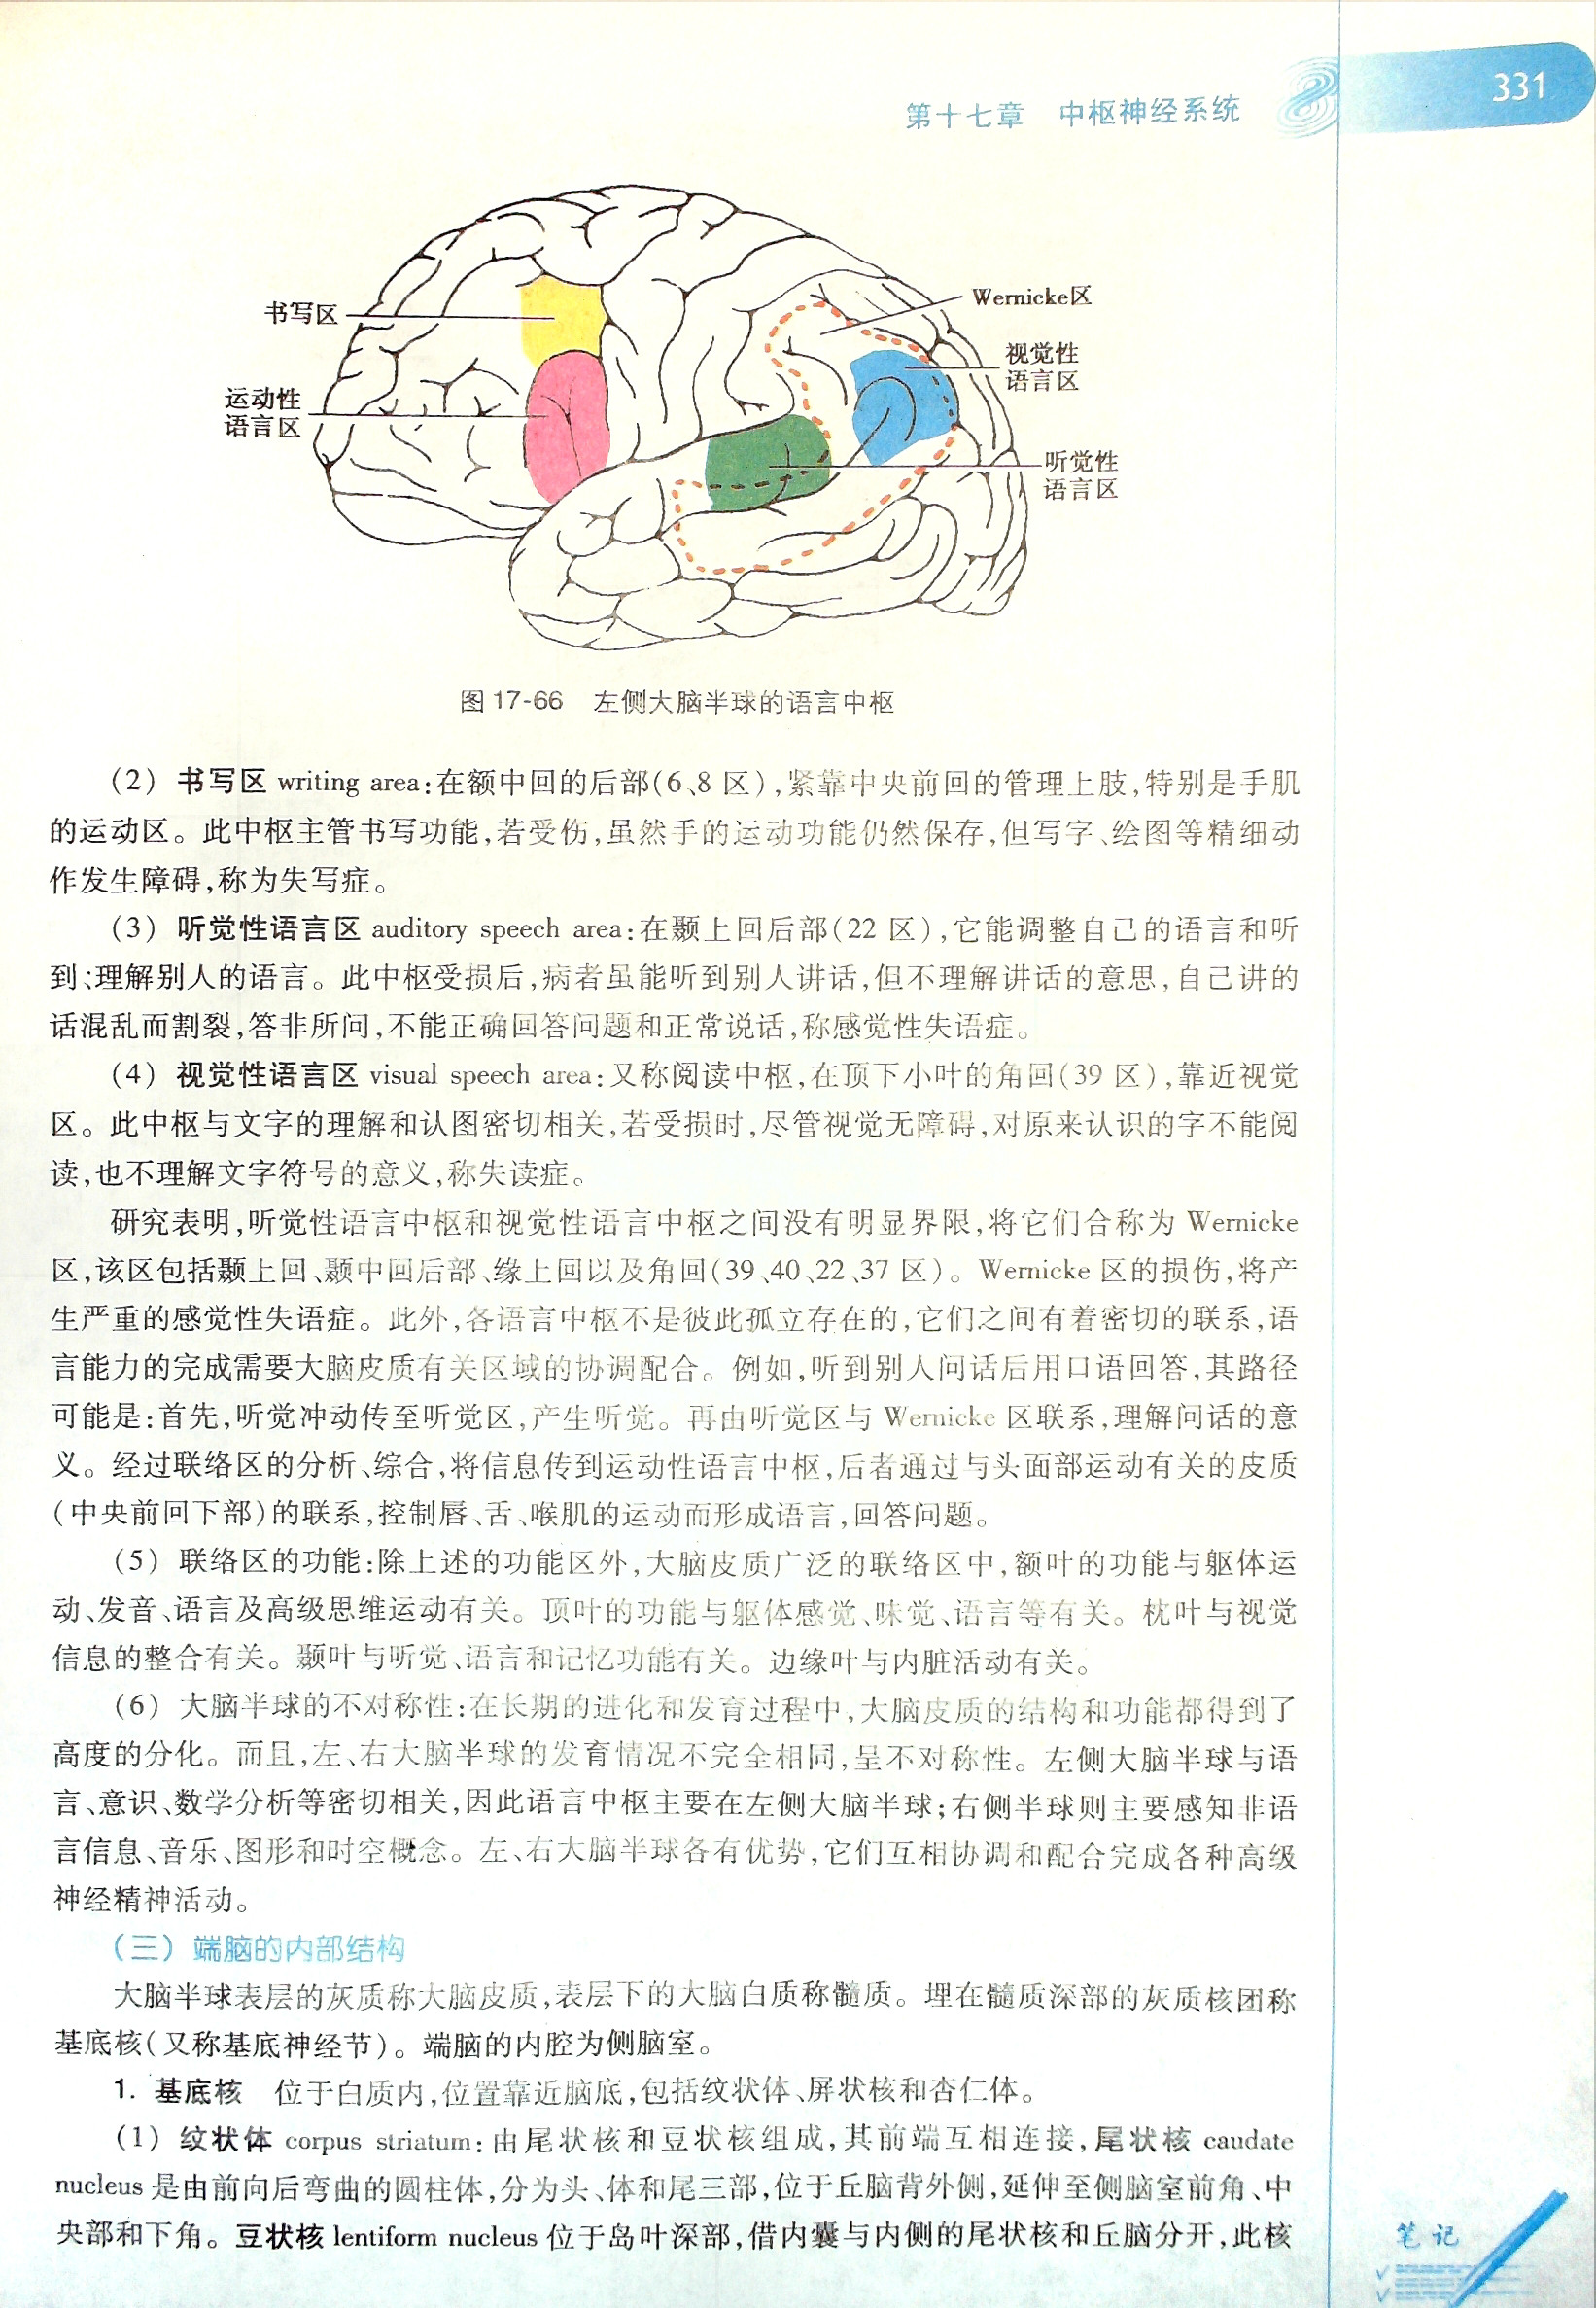 第十七章 中枢神经系统
331
书写区
Wernicke区
视觉性
语言区
运动性
语言区
听觉性
语言区
图 17-66 左侧大脑半球的语言中枢
(2) 书写区 writing area:在额中回的后部(6、8 区),紧靠中央前回的管理上肢,特别是手肌
的运动区。此中枢主管书写功能,若受伤,虽然手的运动功能仍然保存,但写字、绘图等精细动
作发生障碍,称为失写症。
(3) 听觉性语言区 auditory speech area:在颞上回后部(22 区),它能调整自己的语言和听
到、理解别人的语言。此中枢受损后,病者虽能听到别人讲话,但不理解讲话的意思,自己讲的
话混乱而割裂,答非所问,不能正确回答问题和正常说话,称感觉性失语症。
(4) 视觉性语言区 visual speech area:又称阅读中枢,在顶下小叶的角回(39 区),靠近视觉
区。此中枢与文字的理解和认图密切相关,若受损时,尽管视觉无障碍,对原来认识的字不能阅
读,也不理解文字符号的意义,称失读症。
研究表明,听觉性语言中枢和视觉性语言中枢之间没有明显界限,将它们合称为 Wernicke
区,该区包括颞上回、颞中回后部、缘上回以及角回(39、40、22、37 区)。Wernicke 区的损伤,将产
生严重的感觉性失语症。此外,各语言中枢不是彼此孤立存在的,它们之间有着密切的联系,语
言能力的完成需要大脑皮质有关区域的协调配合。例如,听到别人问话后用口语回答,其路径
可能是:首先,听觉冲动传至听觉区,产生听觉。再由听觉区与 Wernicke 区联系,理解问话的意
义。经过联络区的分析、综合,将信息传到运动性语言中枢,后者通过与头面部运动有关的皮质
(中央前回下部)的联系,控制唇、舌、喉肌的运动而形成语言,回答问题。
(5) 联络区的功能:除上述的功能区外,大脑皮质广泛的联络区中,额叶的功能与躯体运
动、发音、语言及高级思维运动有关。顶叶的功能与躯体感觉、味觉、语言等有关。枕叶与视觉
信息的整合有关。颞叶与听觉、语言和记忆功能有关。边缘叶与内脏活动有关。
(6) 大脑半球的不对称性:在长期的进化和发育过程中,大脑皮质的结构和功能都得到了
高度的分化。而且,左、右大脑半球的发育情况不完全相同,呈不对称性。左侧大脑半球与语
言、意识、数学分析等密切相关,因此语言中枢主要在左侧大脑半球;右侧半球则主要感知非语
言信息、音乐、图形和时空概念。左、右大脑半球各有优势,它们互相协调和配合完成各种高级
神经精神活动。
(三) 端脑的内部结构
大脑半球表层的灰质称大脑皮质,表层下的大脑白质称髓质。埋在髓质深部的灰质核团称
基底核(又称基底神经节)。端脑的内腔为侧脑室。
1. 基底核 位于白质内,位置靠近脑底,包括纹状体、屏状核和杏仁体。
(1) 纹状体 corpus striatum:由尾状核和豆状核组成,其前端互相连接,尾状核 caudate
nucleus 是由前向后弯曲的圆柱体,分为头、体和尾三部,位于丘脑背外侧,延伸至侧脑室前角、中
央部和下角。豆状核 lentiform nucleus 位于岛叶深部,借内囊与内侧的尾状核和丘脑分开,此核
笔记